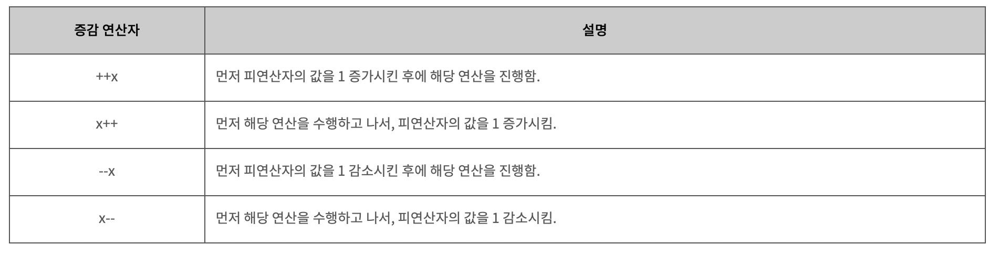 증감 연산자 설명
++x 먼저 피연산자의 값을 1 증가시킨 후에 해당 연산을 진행함.
x++ 먼저 해당 연산을 수행하고 나서, 피연산자의 값을 1 증가시킴.
--x 먼저 피연산자의 값을 1 감소시킨 후에 해당 연산을 진행함.
x-- 먼저 해당 연산을 수행하고 나서, 피연산자의 값을 1 감소시킴.